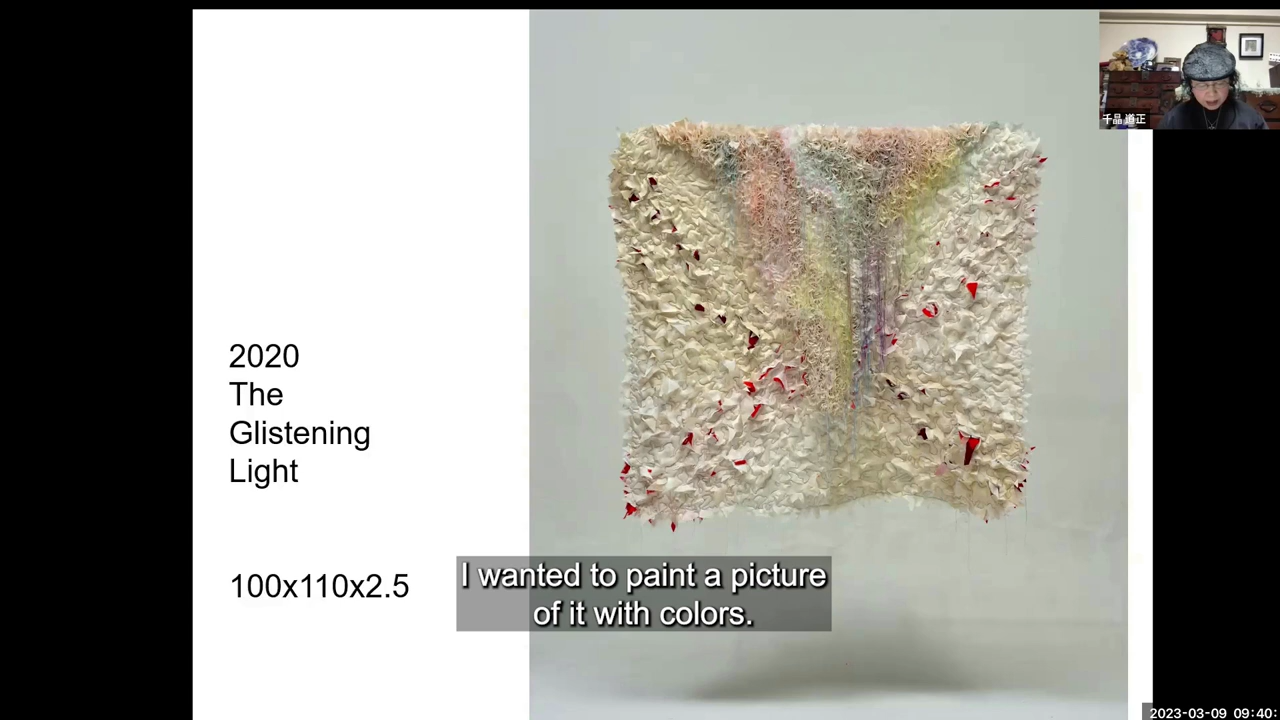 千品 道正
2020
The
Glistening
Light
100x110x2.5
I wanted to paint a picture
of it with colors.
2023-03-09 09:40: